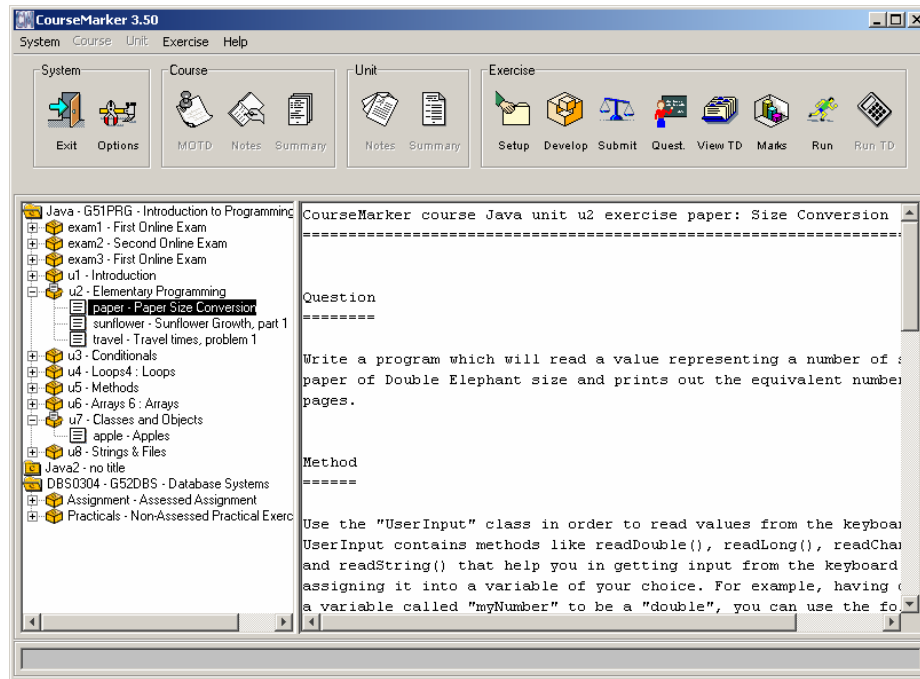 CourseMarker 3.50
System Course Unit Exercise Help
System Course Unit Exercise
Exit Options MOTD Notes Summary Notes Summary Setup Develop Submit Quest. View TD Marks Run Run TD
Java - G51PRG - Introduction to Programming
exam1 - First Online Exam
exam2 - Second Online Exam
exam3 - First Online Exam
u1 - Introduction
u2 - Elementary Programming
paper - Paper Size Conversion
sunflower - Sunflower Growth, part 1
travel - Travel times, problem 1
u3 - Conditionals
u4 - Loops4 : Loops
u5 - Methods
u6 - Arrays 6 : Arrays
u7 - Classes and Objects
apple - Apples
u8 - Strings & Files
Java2 - no title
DBS0304 - G52DBS - Database Systems
Assignment - Assessed Assignment
Practicals - Non-Assessed Practical Exerc
CourseMarker course Java unit u2 exercise paper: Size Conversion
================================================================
Question
========
Write a program which will read a value representing a number of
paper of Double Elephant size and prints out the equivalent number
pages.
Method
======
Use the "UserInput" class in order to read values from the keyboar
UserInput contains methods like readDouble(), readLong(), readChar
and readString() that help you in getting input from the keyboard
assigning it into a variable of your choice. For example, having
a variable called "myNumber" to be a "double", you can use the fo